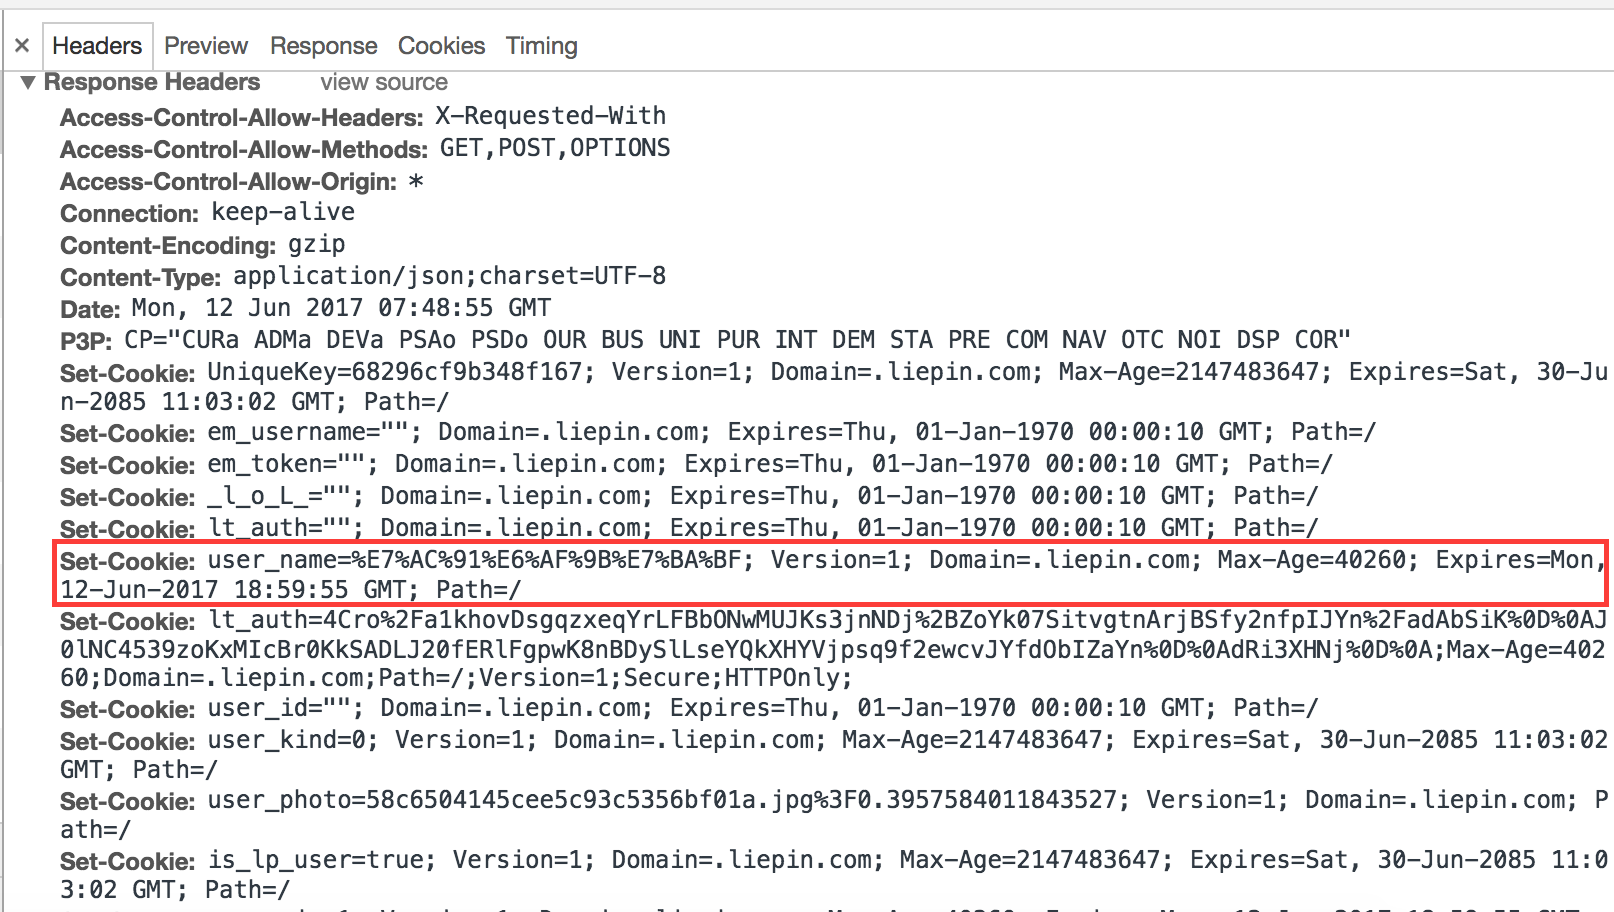 × Headers Preview Response Cookies Timing
▼ Response Headers view source
Access-Control-Allow-Headers: X-Requested-With
Access-Control-Allow-Methods: GET,POST,OPTIONS
Access-Control-Allow-Origin: *
Connection: keep-alive
Content-Encoding: gzip
Content-Type: application/json;charset=UTF-8
Date: Mon, 12 Jun 2017 07:48:55 GMT
P3P: CP="CURa ADMa DEVa PSAo PSDo OUR BUS UNI PUR INT DEM STA PRE COM NAV OTC NOI DSP COR"
Set-Cookie: UniqueKey=68296cf9b348f167; Version=1; Domain=.liepin.com; Max-Age=2147483647; Expires=Sat, 30-Ju
n-2085 11:03:02 GMT; Path=/
Set-Cookie: em_username=""; Domain=.liepin.com; Expires=Thu, 01-Jan-1970 00:00:10 GMT; Path=/
Set-Cookie: em_token=""; Domain=.liepin.com; Expires=Thu, 01-Jan-1970 00:00:10 GMT; Path=/
Set-Cookie: _l_o_L_=""; Domain=.liepin.com; Expires=Thu, 01-Jan-1970 00:00:10 GMT; Path=/
Set-Cookie: lt_auth=""; Domain=.liepin.com; Expires=Thu, 01-Jan-1970 00:00:10 GMT; Path=/
Set-Cookie: user_name=%E7%AC%91%E6%AF%9B%E7%BA%BF; Version=1; Domain=.liepin.com; Max-Age=40260; Expires=Mon,
12-Jun-2017 18:59:55 GMT; Path=/
Set-Cookie: lt_auth=4Cro%2Fa1khovDsgqzxeqYrLFBbONwMUJKs3jnNDj%2BZoYk07SitvgtnArjBSfy2nfpIJYn%2FadAbSiK%0D%0AJ
0lNC4539zoKxMIcBr0KkSADLJ20fERlFgpwK8nBDySlLseYQkXHYVjpsq9f2ewcvJYfdObIZaYn%0D%0AdRi3XHNj%0D%0A;Max-Age=402
60;Domain=.liepin.com;Path=/;Version=1;Secure;HTTPOnly;
Set-Cookie: user_id=""; Domain=.liepin.com; Expires=Thu, 01-Jan-1970 00:00:10 GMT; Path=/
Set-Cookie: user_kind=0; Version=1; Domain=.liepin.com; Max-Age=2147483647; Expires=Sat, 30-Jun-2085 11:03:02
GMT; Path=/
Set-Cookie: user_photo=58c6504145cee5c93c5356bf01a.jpg%3F0.3957584011843527; Version=1; Domain=.liepin.com; P
ath=/
Set-Cookie: is_lp_user=true; Version=1; Domain=.liepin.com; Max-Age=2147483647; Expires=Sat, 30-Jun-2085 11:0
3:02 GMT; Path=/